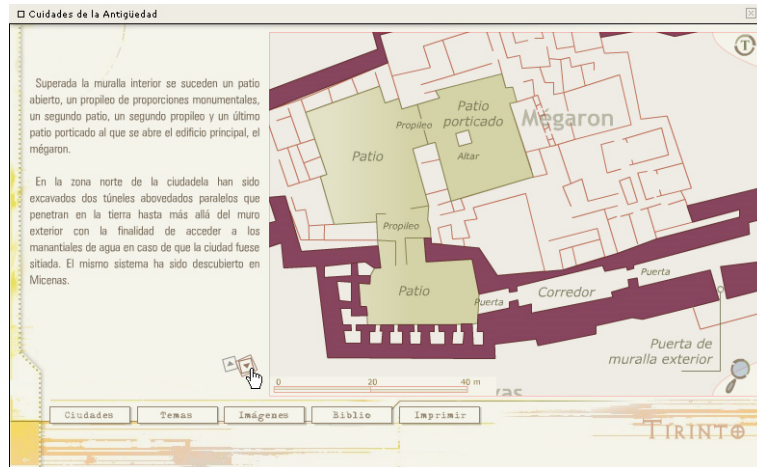 Cuidades de la Antigüedad
Superada la muralla interior se suceden un patio
abierto, un propileo de proporciones monumentales,
un segundo patio, un segundo propileo y un último
patio porticado al que se abre el edificio principal, el
mégaron.
En la zona norte de la ciudadela han sido
excavados dos túneles abovedados paralelos que
penetran en la tierra hasta más allá del muro
exterior con la finalidad de acceder a los
manantiales de agua en caso de que la ciudad fuese
sitiada. El mismo sistema ha sido descubierto en
Micenas.
T
Patio
porticado
Mégaron
Propileo
Altar
Patio
Propileo
Patio
Puerta
Corredor
Puerta
Puerta de
muralla exterior
0 20 40 m
Ciudades
Temas
Imágenes
Biblio
Imprimir
TIRINTO